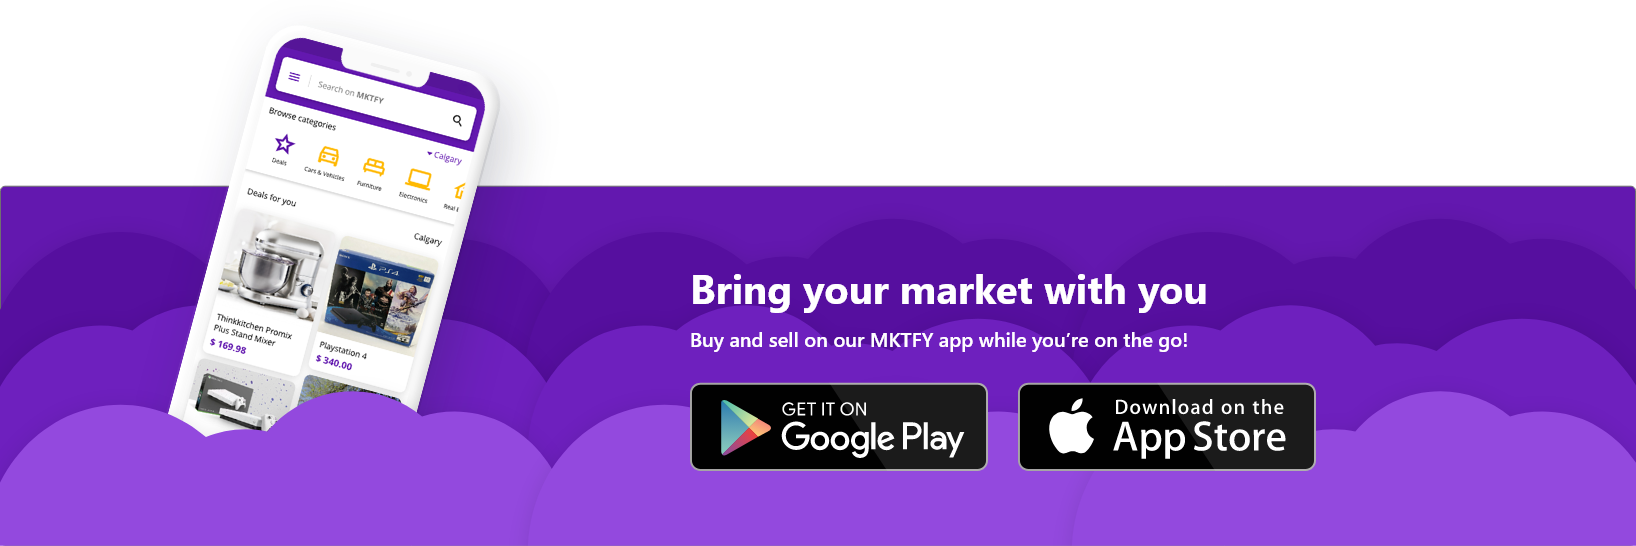 Search on MKTFY
Browse categories
Calgary
Deals
Cars & Vehicles
Furniture
Electronics
Real E
Deals for you
Calgary
PS4
Thinkkitchen Promix
Plus Stand Mixer
$ 169.98
Playstation 4
$ 340.00
Bring your market with you
Buy and sell on our MKTFY app while you’re on the go!
GET IT ON
Google Play
Download on the
App Store